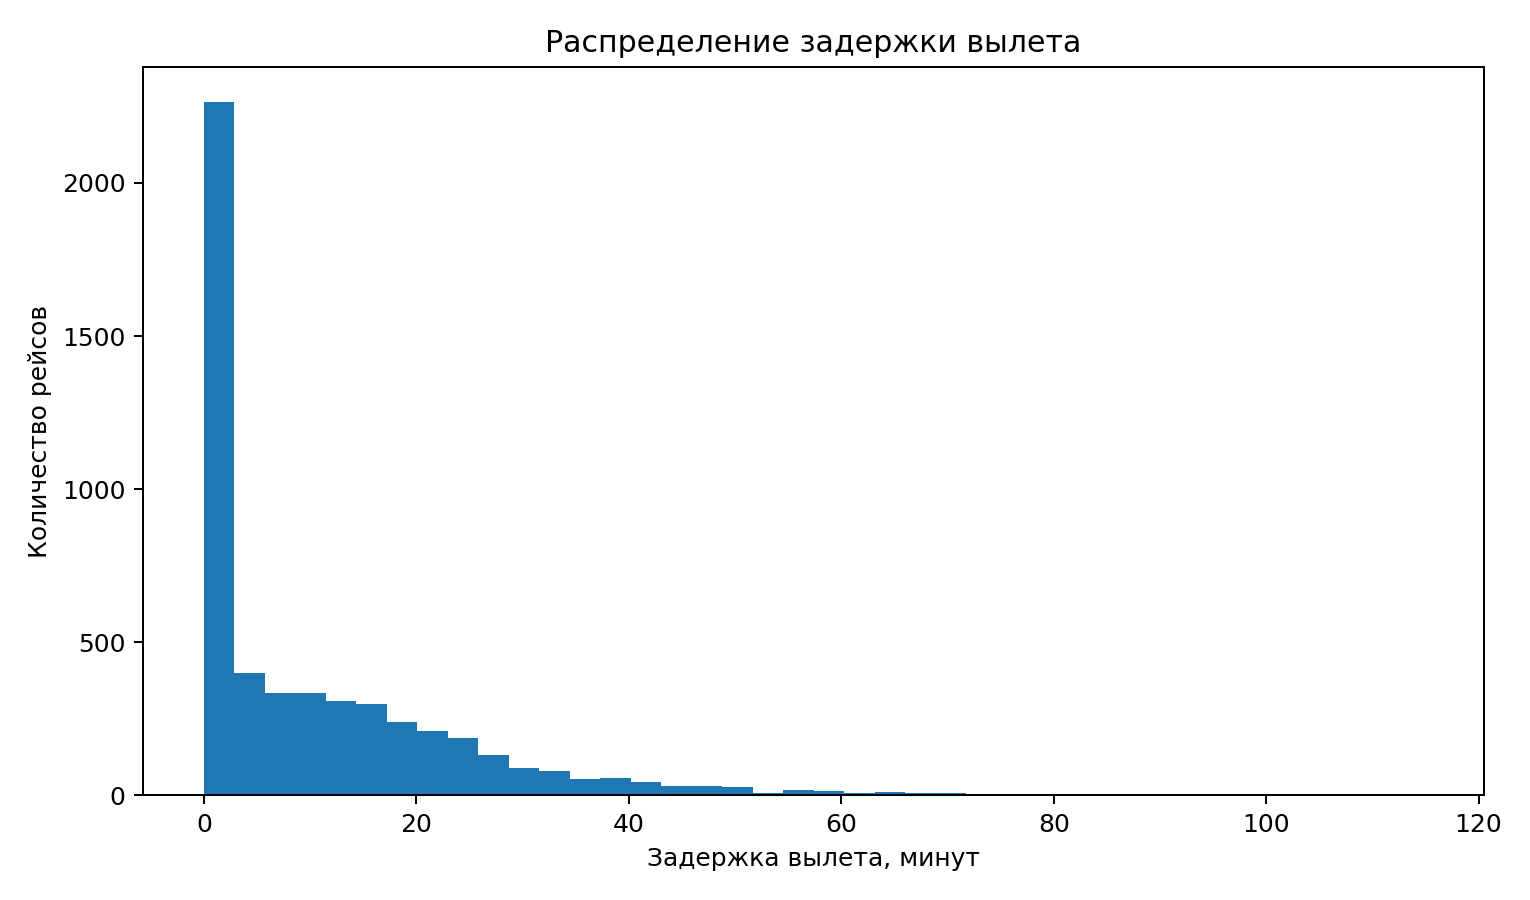 Распределение задержки вылета
Количество рейсов
2000
1500
1000
500
0
0 20 40 60 80 100 120
Задержка вылета, минут